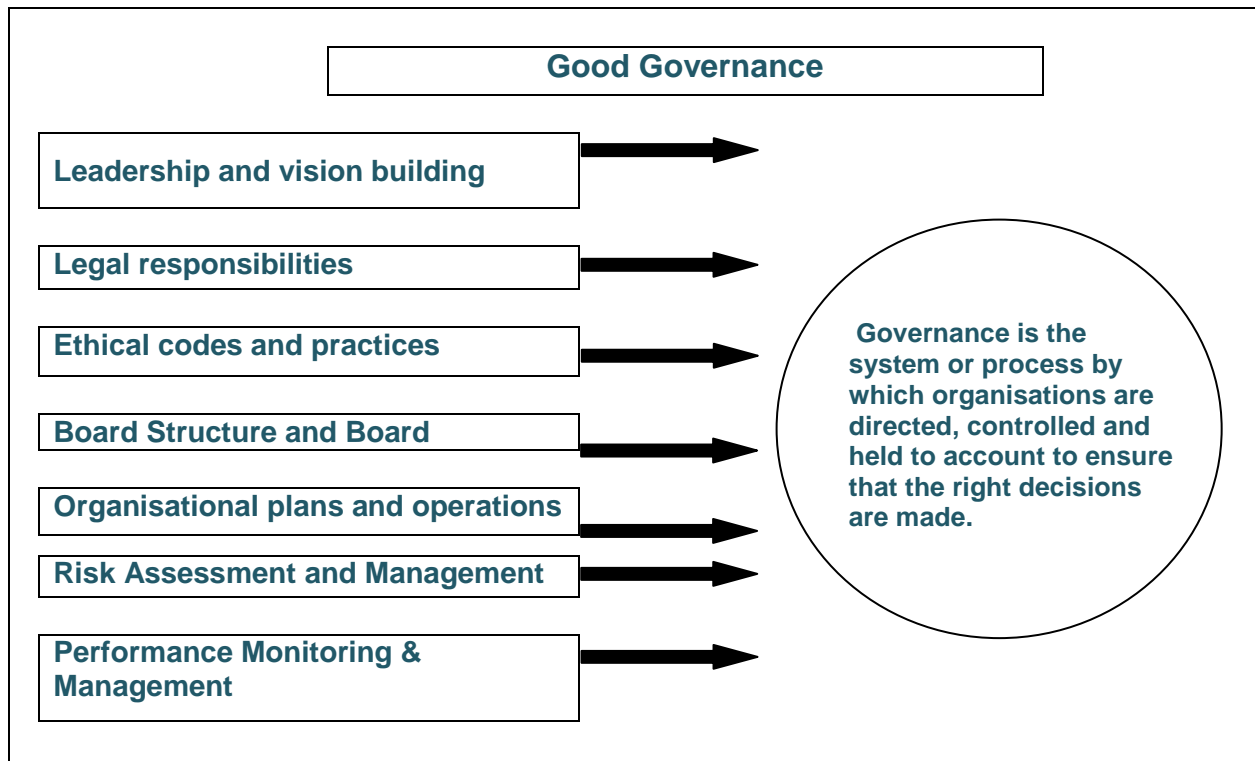 Good Governance
Leadership and vision building
Legal responsibilities
Ethical codes and practices
Board Structure and Board
Organisational plans and operations
Risk Assessment and Management
Performance Monitoring &
Management
Governance is the
system or process by
which organisations are
directed, controlled and
held to account to ensure
that the right decisions
are made.